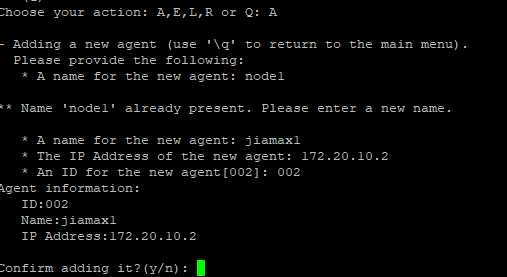 Choose your action: A,E,L,R or Q: A
- Adding a new agent (use '\q' to return to the main menu).
Please provide the following:
* A name for the new agent: node1
** Name 'node1' already present. Please enter a new name.
* A name for the new agent: jiamax1
* The IP Address of the new agent: 172.20.10.2
* An ID for the new agent[002]: 002
Agent information:
ID:002
Name:jiamax1
IP Address:172.20.10.2
Confirm adding it?(y/n):